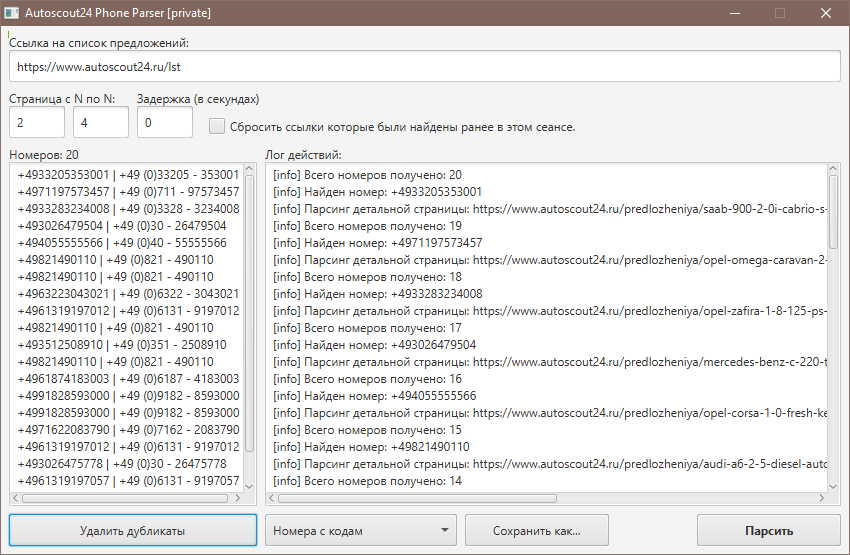 Autoscout24 Phone Parser [private]
Ссылка на список предложений:
https://www.autoscout24.ru/lst
Страница с N по N:
Задержка (в секундах)
2
4
0
Сбросить ссылки которые были найдены ранее в этом сеансе.
Номеров: 20
+4933205353001 | +49 (0)33205 - 353001
+4971197573457 | +49 (0)711 - 97573457
+4933283234008 | +49 (0)3328 - 3234008
+493026479504 | +49 (0)30 - 26479504
+494055555566 | +49 (0)40 - 55555566
+49821490110 | +49 (0)821 - 490110
+49821490110 | +49 (0)821 - 490110
+4963223043021 | +49 (0)6322 - 3043021
+4961319197012 | +49 (0)6131 - 9197012
+49821490110 | +49 (0)821 - 490110
+493512508910 | +49 (0)351 - 2508910
+49821490110 | +49 (0)821 - 490110
+4961874183003 | +49 (0)6187 - 4183003
+4991828593000 | +49 (0)9182 - 8593000
+4991828593000 | +49 (0)9182 - 8593000
+4971622083790 | +49 (0)7162 - 2083790
+4961319197012 | +49 (0)6131 - 9197012
+493026475778 | +49 (0)30 - 26475778
+4961319197057 | +49 (0)6131 - 9197057
Лог действий:
[info] Всего номеров получено: 20
[info] Найден номер: +4933205353001
[info] Парсинг детальной страницы: https://www.autoscout24.ru/predlozheniya/saab-900-2-0i-cabrio-s-
[info] Всего номеров получено: 19
[info] Найден номер: +4971197573457
[info] Парсинг детальной страницы: https://www.autoscout24.ru/predlozheniya/opel-omega-caravan-2-
[info] Всего номеров получено: 18
[info] Найден номер: +4933283234008
[info] Парсинг детальной страницы: https://www.autoscout24.ru/predlozheniya/opel-zafira-1-8-125-ps-
[info] Всего номеров получено: 17
[info] Найден номер: +493026479504
[info] Парсинг детальной страницы: https://www.autoscout24.ru/predlozheniya/mercedes-benz-c-220-t
[info] Всего номеров получено: 16
[info] Найден номер: +494055555566
[info] Парсинг детальной страницы: https://www.autoscout24.ru/predlozheniya/opel-corsa-1-0-fresh-ke
[info] Всего номеров получено: 15
[info] Найден номер: +49821490110
[info] Парсинг детальной страницы: https://www.autoscout24.ru/predlozheniya/audi-a6-2-5-diesel-auto
[info] Всего номеров получено: 14
Удалить дубликаты
Номера с кодам
Сохранить как...
Парсить